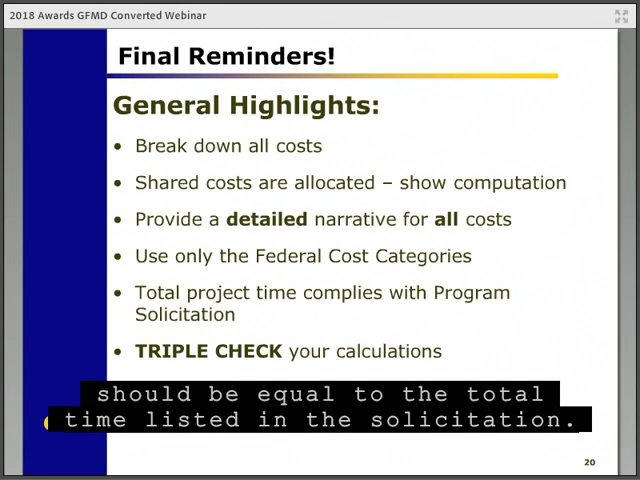 2018 Awards GFMD Converted Webinar
Final Reminders!
General Highlights:
• Break down all costs
• Shared costs are allocated – show computation
• Provide a detailed narrative for all costs
• Use only the Federal Cost Categories
• Total project time complies with Program
Solicitation
• TRIPLE CHECK your calculations
should be equal to the total
time listed in the solicitation.
20